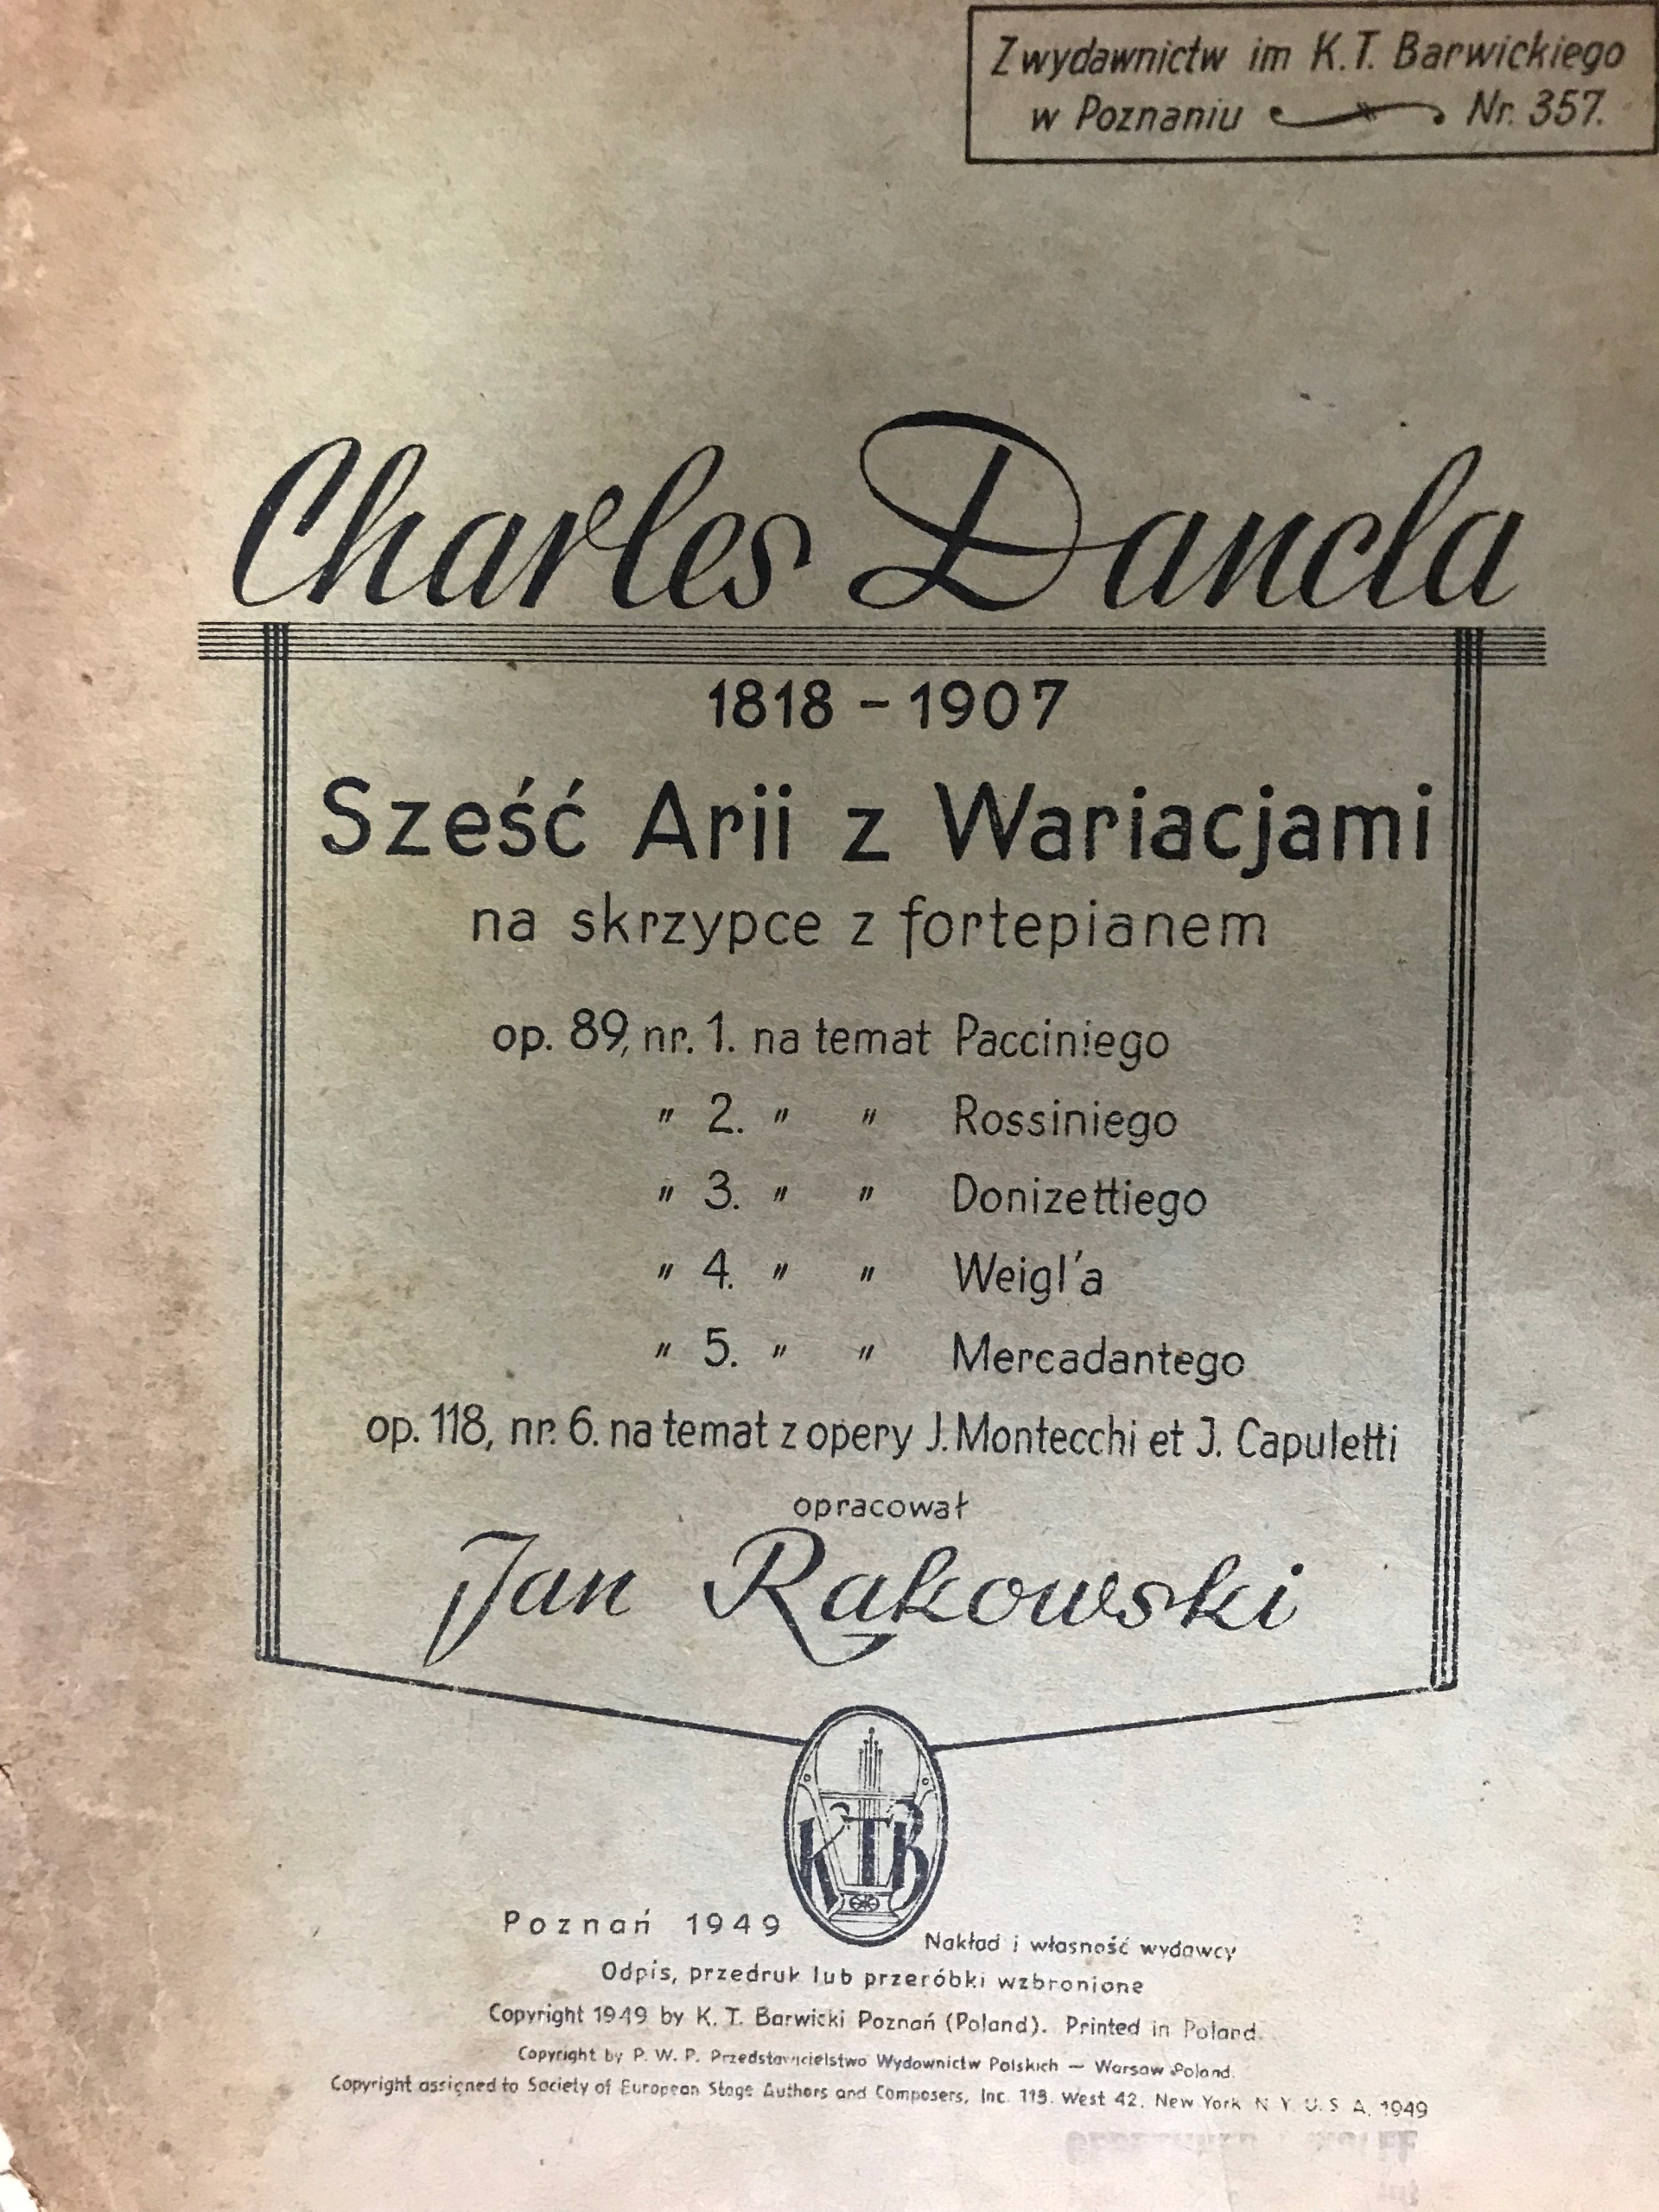 Z wydawnictw im K.T. Barwickiego
w Poznaniu Nr. 357.
Charles Dancla
1818 - 1907
Sześć Arii z Wariacjami
na skrzypce z fortepianem
op. 89, nr. 1. na temat Pacciniego
" 2. " " Rossiniego
" 3. " " Donizettiego
" 4. " " Weigl'a
" 5. " " Mercadantego
op. 118, nr. 6. na temat z opery J. Montecchi et J. Capuletti
opracował
Jan Rakowski
KTB
Poznań 1949
Nakład i własność wydawcy
Odpis, przedruk lub przeróbki wzbronione
Copyright 1949 by K. T. Barwicki Poznań (Poland). Printed in Poland.
Copyright by P. W. P. Przedstawicielstwo Wydawnictw Polskich — Warsaw Poland.
Copyright assigned to Society of European Stage Authors and Composers, Inc. 113. West 42, New York N. Y. U. S. A. 1949